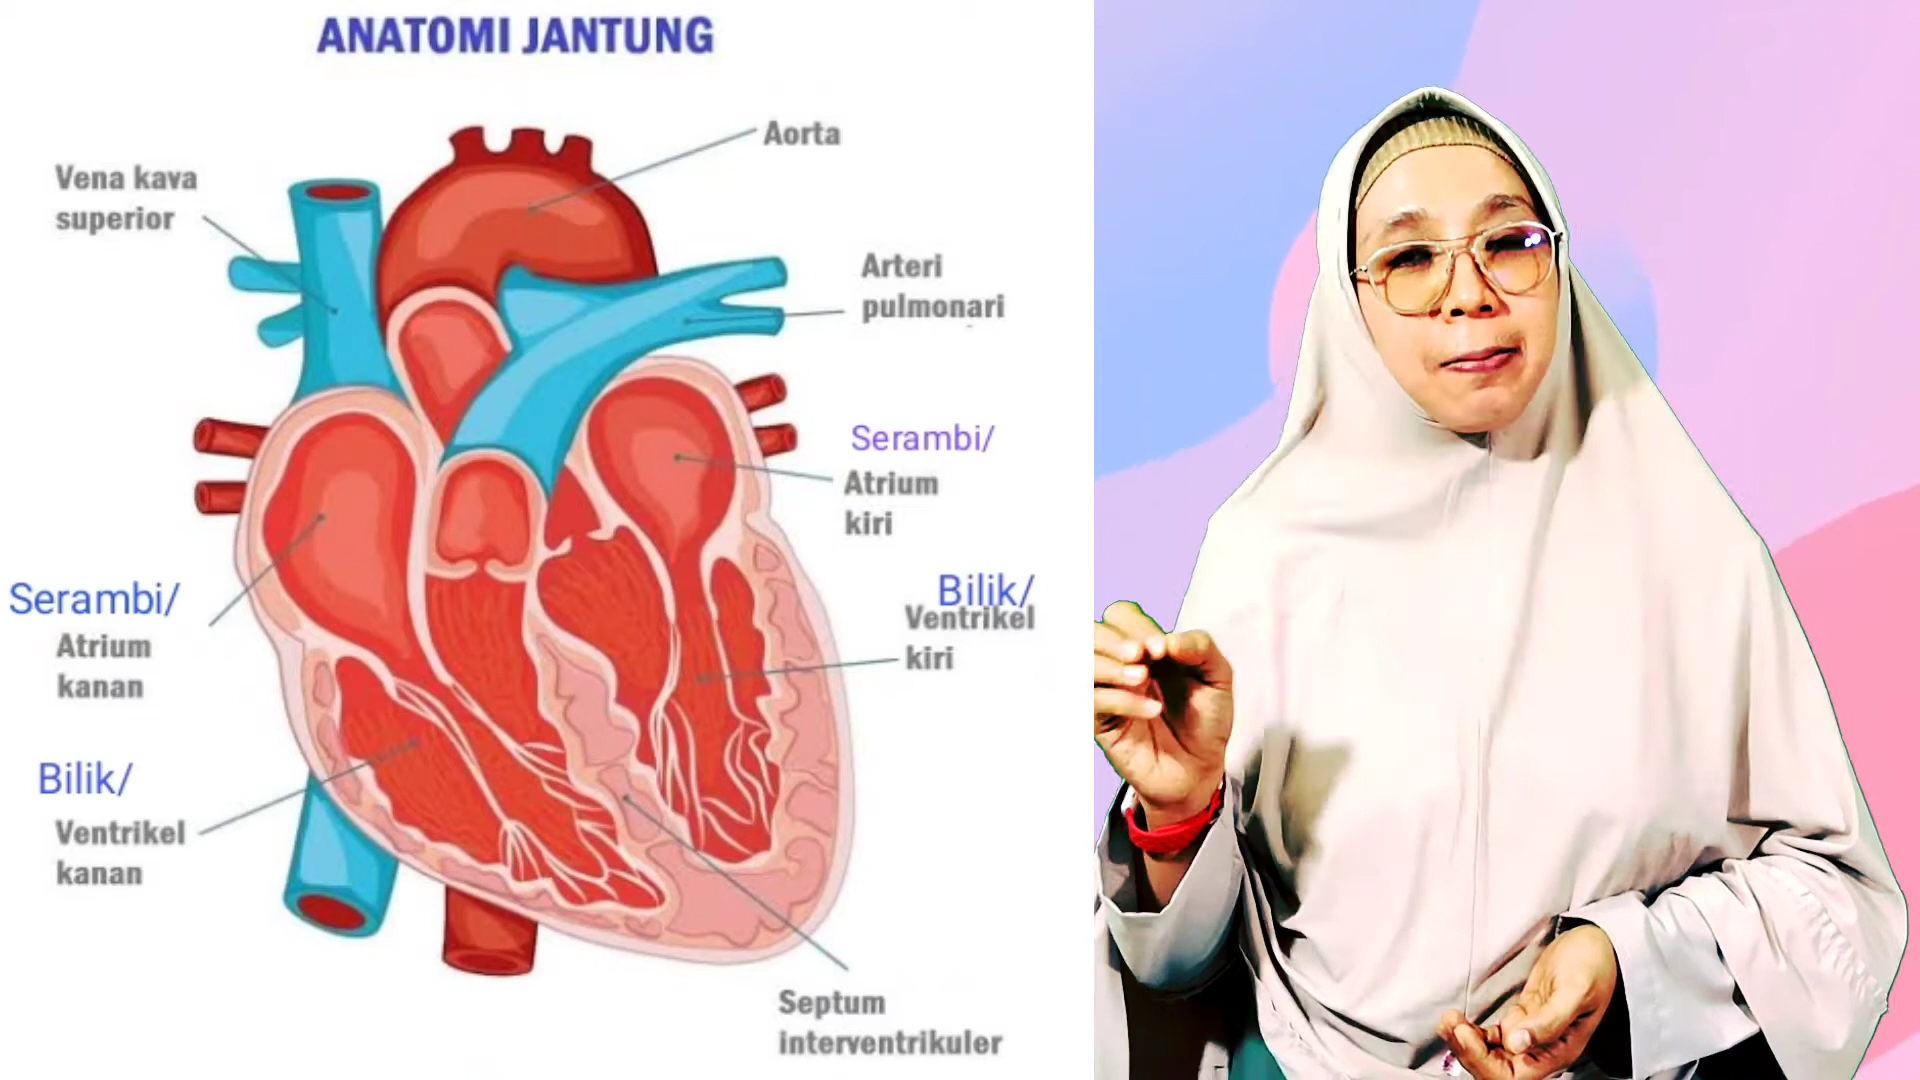 ANATOMI JANTUNG
Aorta
Vena kava
superior
Arteri
pulmonari
Serambi/
Atrium
kiri
Serambi/
Atrium
kanan
Bilik/
Ventrikel
kiri
Bilik/
Ventrikel
kanan
Septum
interventrikuler